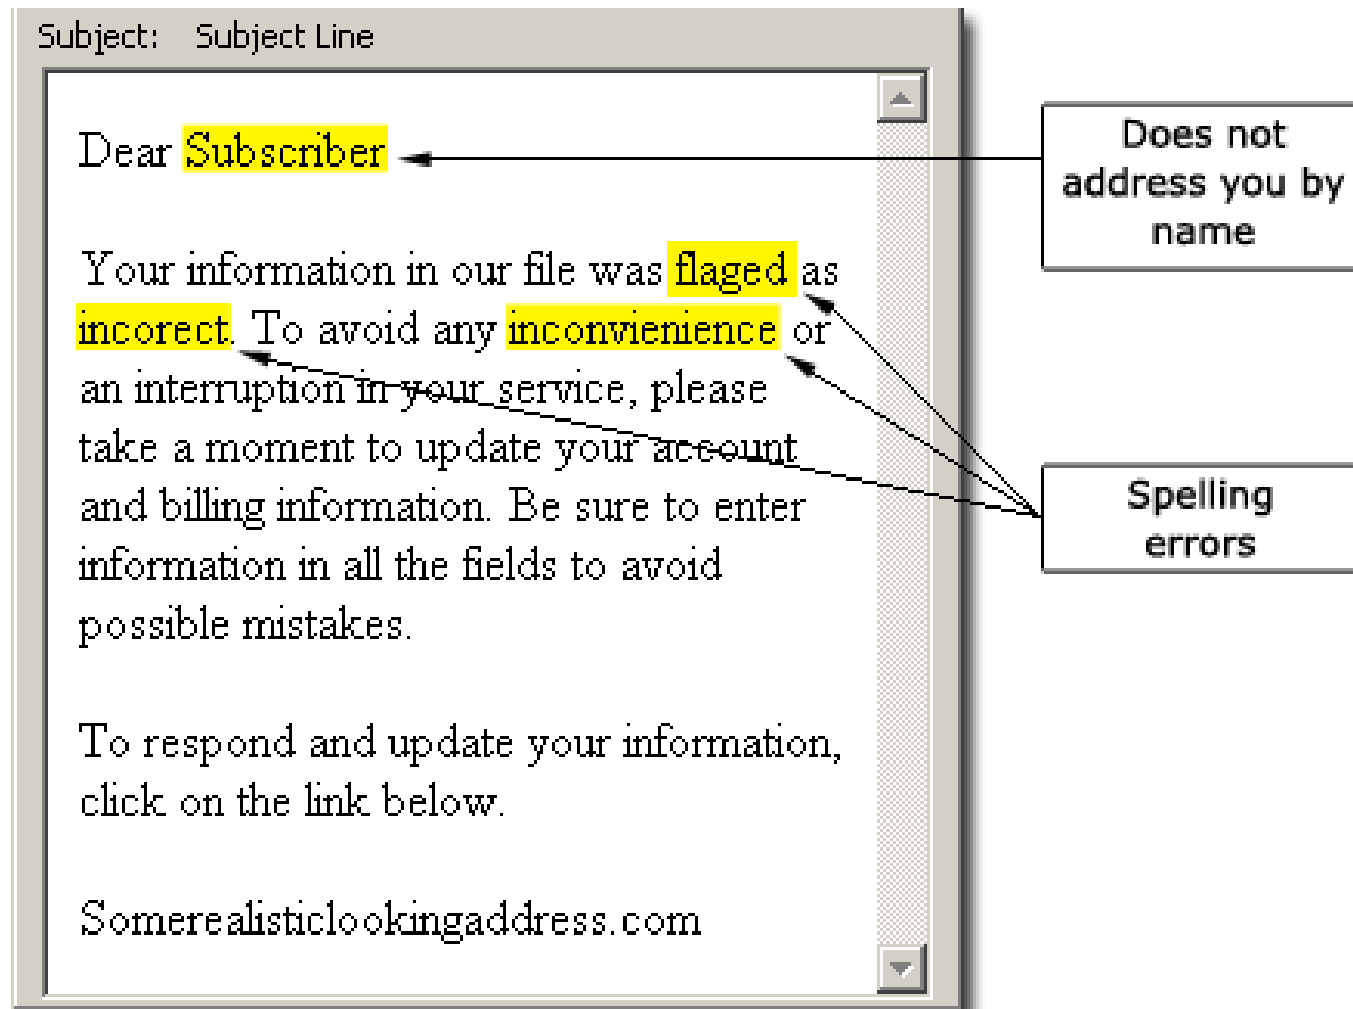 Subject: Subject Line
Dear Subscriber
Does not
address you by
name
Your information in our file was flaged as
incorect. To avoid any inconvienience or
an interruption in your service, please
take a moment to update your account
and billing information. Be sure to enter
information in all the fields to avoid
possible mistakes.
Spelling
errors
To respond and update your information,
click on the link below.
Somerealisticlookingaddress.com